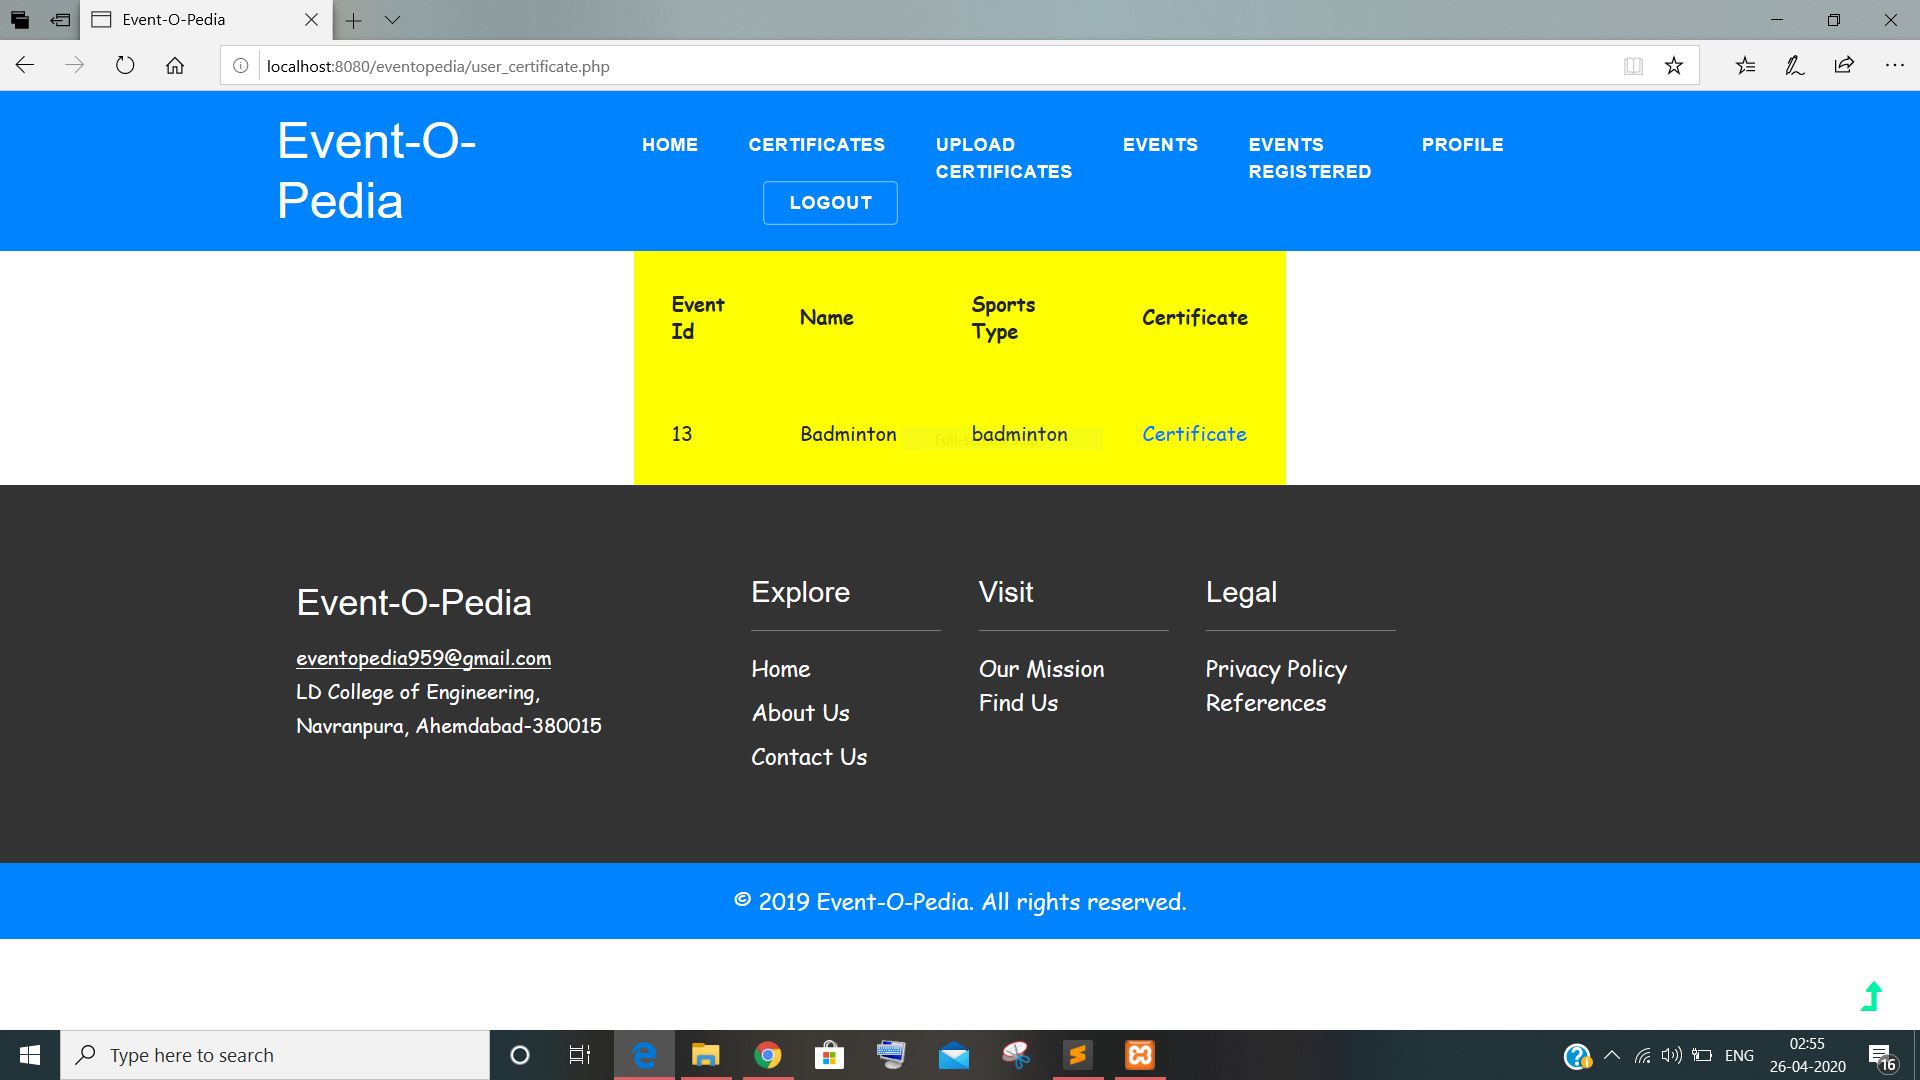 Event-O-Pedia
localhost:8080/eventopedia/user_certificate.php
Event-O-
Pedia
HOME
CERTIFICATES
UPLOAD
CERTIFICATES
EVENTS
EVENTS
REGISTERED
PROFILE
LOGOUT
Event
Id
Name
Sports
Type
Certificate
13
Badminton
badminton
Certificate
Event-O-Pedia
eventopedia959@gmail.com
LD College of Engineering,
Navranpura, Ahemdabad-380015
Explore
Home
About Us
Contact Us
Visit
Our Mission
Find Us
Legal
Privacy Policy
References
© 2019 Event-O-Pedia. All rights reserved.
Type here to search
ENG
02:55
26-04-2020
16